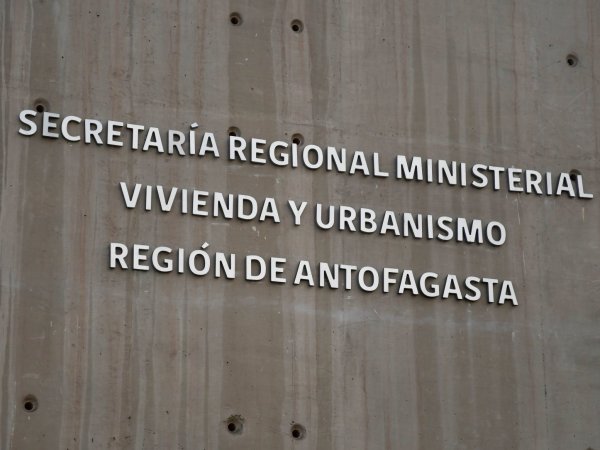 SECRETARÍA REGIONAL MINISTERIAL
VIVIENDA Y URBANISMO
REGIÓN DE ANTOFAGASTA